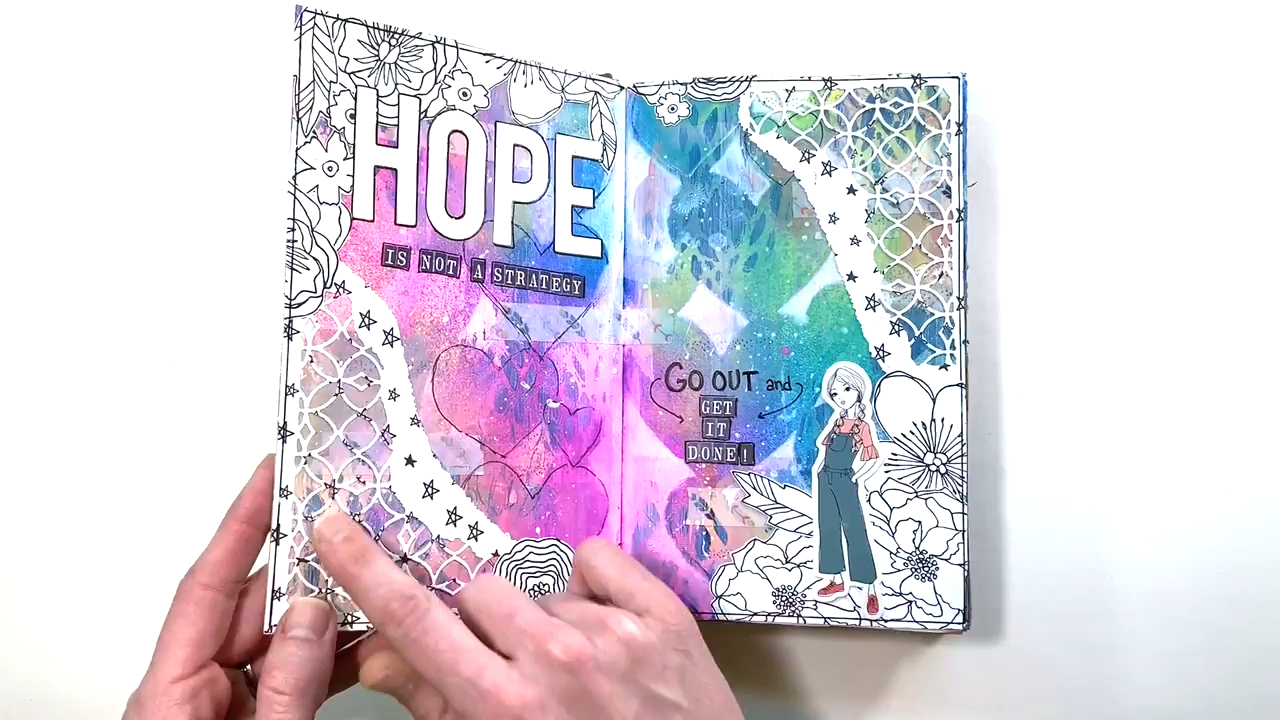 HOPE
IS NOT A STRATEGY
GO OUT and
GET
IT
DONE!